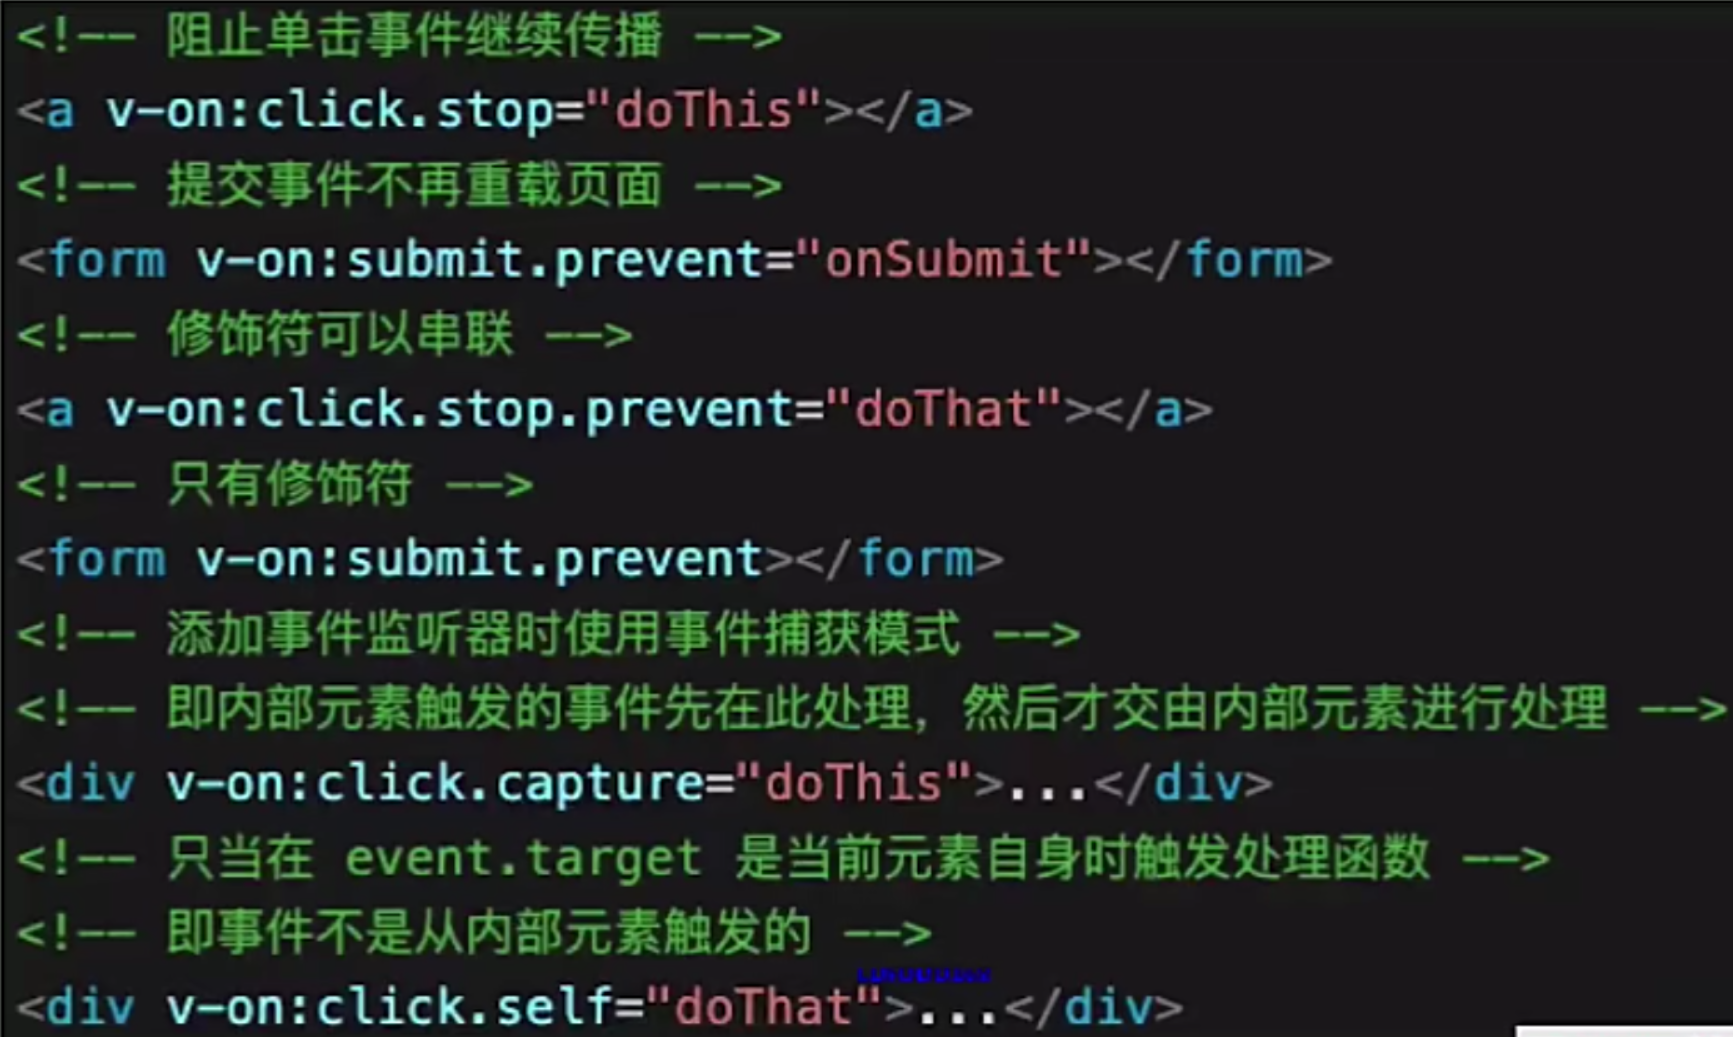 <!-- 阻止单击事件继续传播 -->
<a v-on:click.stop="doThis"></a>
<!-- 提交事件不再重载页面 -->
<form v-on:submit.prevent="onSubmit"></form>
<!-- 修饰符可以串联 -->
<a v-on:click.stop.prevent="doThat"></a>
<!-- 只有修饰符 -->
<form v-on:submit.prevent></form>
<!-- 添加事件监听器时使用事件捕获模式 -->
<!-- 即内部元素触发的事件先在此处理，然后才交由内部元素进行处理 -->
<div v-on:click.capture="doThis">...</div>
<!-- 只当在 event.target 是当前元素自身时触发处理函数 -->
<!-- 即事件不是从内部元素触发的 -->
<div v-on:click.self="doThat">...</div>